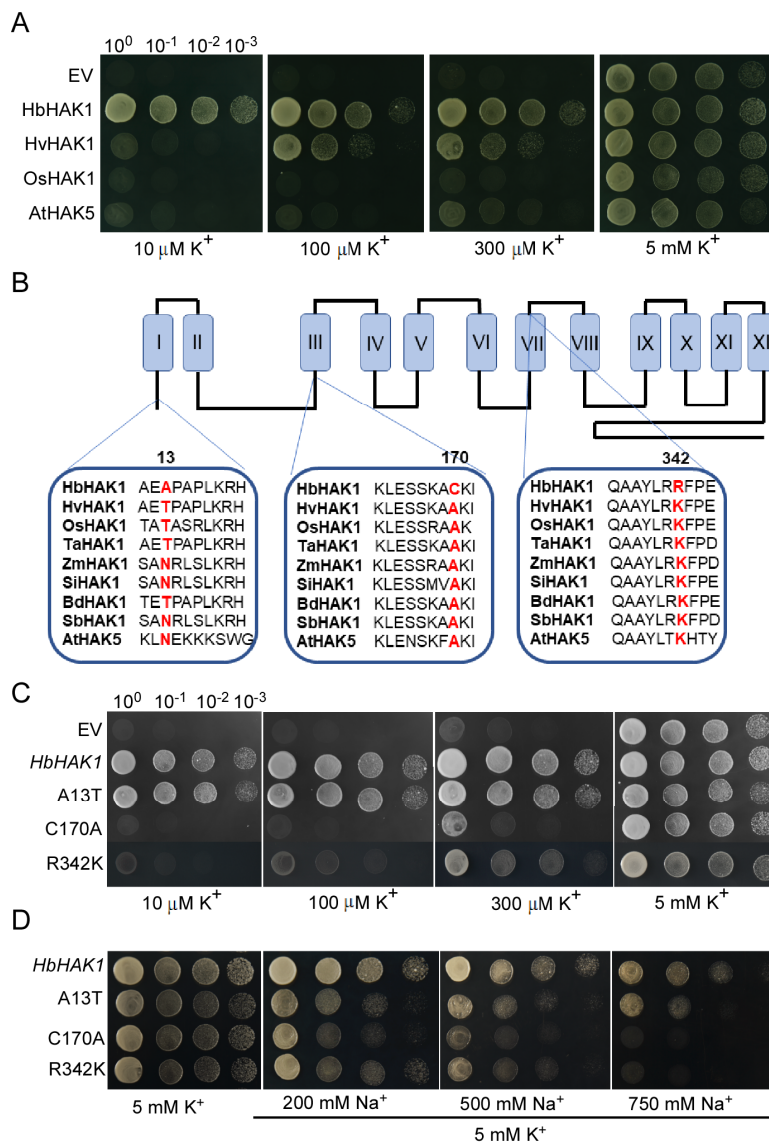 A
10⁰ 10⁻¹ 10⁻² 10⁻³
EV
HbHAK1
HvHAK1
OsHAK1
AtHAK5
10 μM K⁺ 100 μM K⁺ 300 μM K⁺ 5 mM K⁺
B
I II III IV V VI VII VIII IX X XI XI
13
HbHAK1 AEAPAPLKRH
HvHAK1 AETPAPLKRH
OsHAK1 TATASRLKRH
TaHAK1 AETPAPLKRH
ZmHAK1 SANRLSLKRH
SiHAK1 SANRLSLKRH
BdHAK1 TETPAPLKRH
SbHAK1 SANRLSLKRH
AtHAK5 KLNEKKKSWG
170
HbHAK1 KLESSKACKI
HvHAK1 KLESSKAAKI
OsHAK1 KLESSRAAK
TaHAK1 KLESSKAAKI
ZmHAK1 KLESSRAAKI
SiHAK1 KLESSMVAKI
BdHAK1 KLESSKAAKI
SbHAK1 KLESSKAAKI
AtHAK5 KLENSKFAKI
342
HbHAK1 QAAYLRRFPE
HvHAK1 QAAYLRKFPE
OsHAK1 QAAYLRKFPE
TaHAK1 QAAYLRKFPD
ZmHAK1 QAAYLRKFPD
SiHAK1 QAAYLRKFPE
BdHAK1 QAAYLRKFPE
SbHAK1 QAAYLRKFPD
AtHAK5 QAAYLTKHTY
C
10⁰ 10⁻¹ 10⁻² 10⁻³
EV
HbHAK1
A13T
C170A
R342K
10 μM K⁺ 100 μM K⁺ 300 μM K⁺ 5 mM K⁺
D
HbHAK1
A13T
C170A
R342K
5 mM K⁺ 200 mM Na⁺ 500 mM Na⁺ 750 mM Na⁺
5 mM K⁺